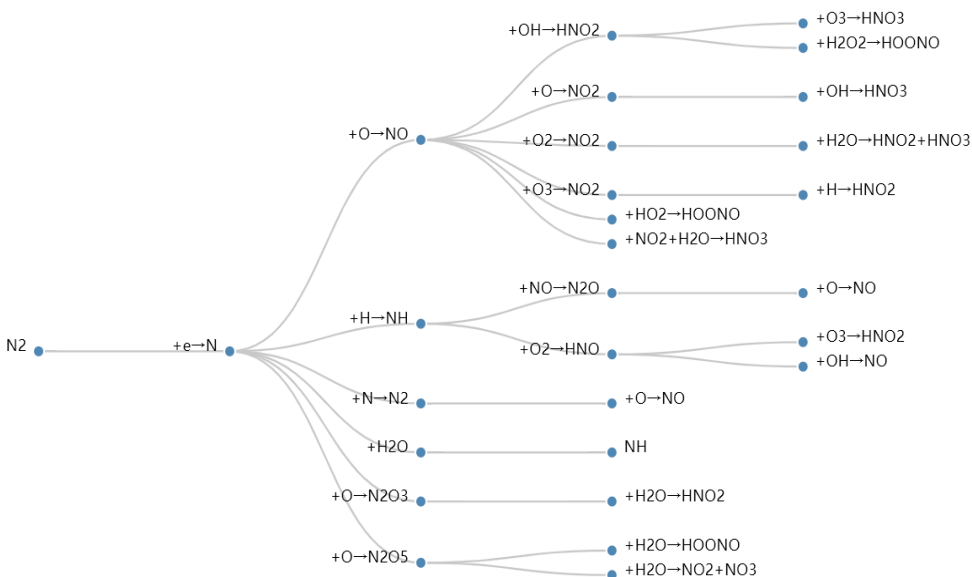 +O3→HNO3
+OH→HNO2
+H2O2→HOONO
+O→NO2
+OH→HNO3
+O→NO
+O2→NO2
+H2O→HNO2+HNO3
+O3→NO2
+H→HNO2
+HO2→HOONO
+NO2+H2O→HNO3
+NO→N2O
+O→NO
+H→NH
+O3→HNO2
N2
+e→N
+O2→HNO
+OH→NO
+N→N2
+O→NO
+H2O
NH
+O→N2O3
+H2O→HNO2
+H2O→HOONO
+O→N2O5
+H2O→NO2+NO3